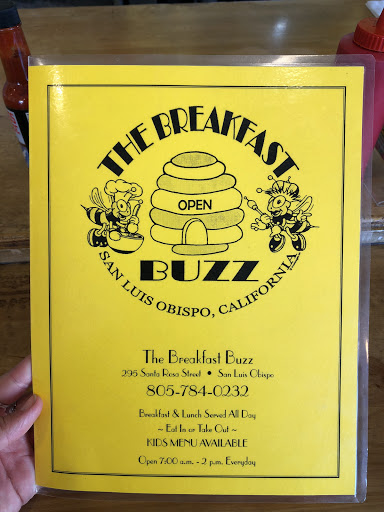 THE BREAKFAST
OPEN
BUZZ
SAN LUIS OBISPO, CALIFORNIA
The Breakfast Buzz
295 Santa Rosa Street • San Luis Obispo
805-784-0232
Breakfast & Lunch Served All Day
~ Eat In or Take Out ~
KIDS MENU AVAILABLE
Open 7:00 a.m. - 2 p.m. Everyday